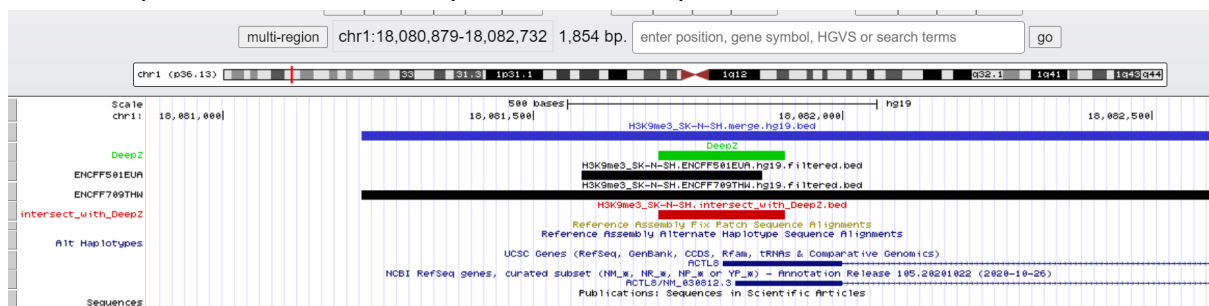 multi-region chr1:18,080,879-18,082,732 1,854 bp. enter position, gene symbol, HGVS or search terms go
chr1 (p36.13) 33 31.3 1p31.1 1q12 q32.1 1q41 1q43 q44
Scale 500 bases hg19
chr1: 18,081,000 18,081,500 18,082,000 18,082,500
H3K9me3_SK-N-SH.merge.hg19.bed
DeepZ
DeepZ
H3K9me3_SK-N-SH.ENCFF501EUA.hg19.filtered.bed
ENCFF501EUA
H3K9me3_SK-N-SH.ENCFF709THW.hg19.filtered.bed
ENCFF709THW
H3K9me3_SK-N-SH.intersect_with_DeepZ.bed
intersect_with_DeepZ
Reference Assembly Fix Patch Sequence Alignments
Reference Assembly Alternate Haplotype Sequence Alignments
Alt Haplotypes
UCSC Genes (RefSeq, GenBank, CCDS, Rfam, tRNAs & Comparative Genomics)
ACTL8
NCBI RefSeq genes, curated subset (NM_*, NR_*, NP_* or YP_*) - Annotation Release 105.20201022 (2020-10-26)
ACTL8/NM_030812.3
Publications: Sequences in Scientific Articles
Sequences